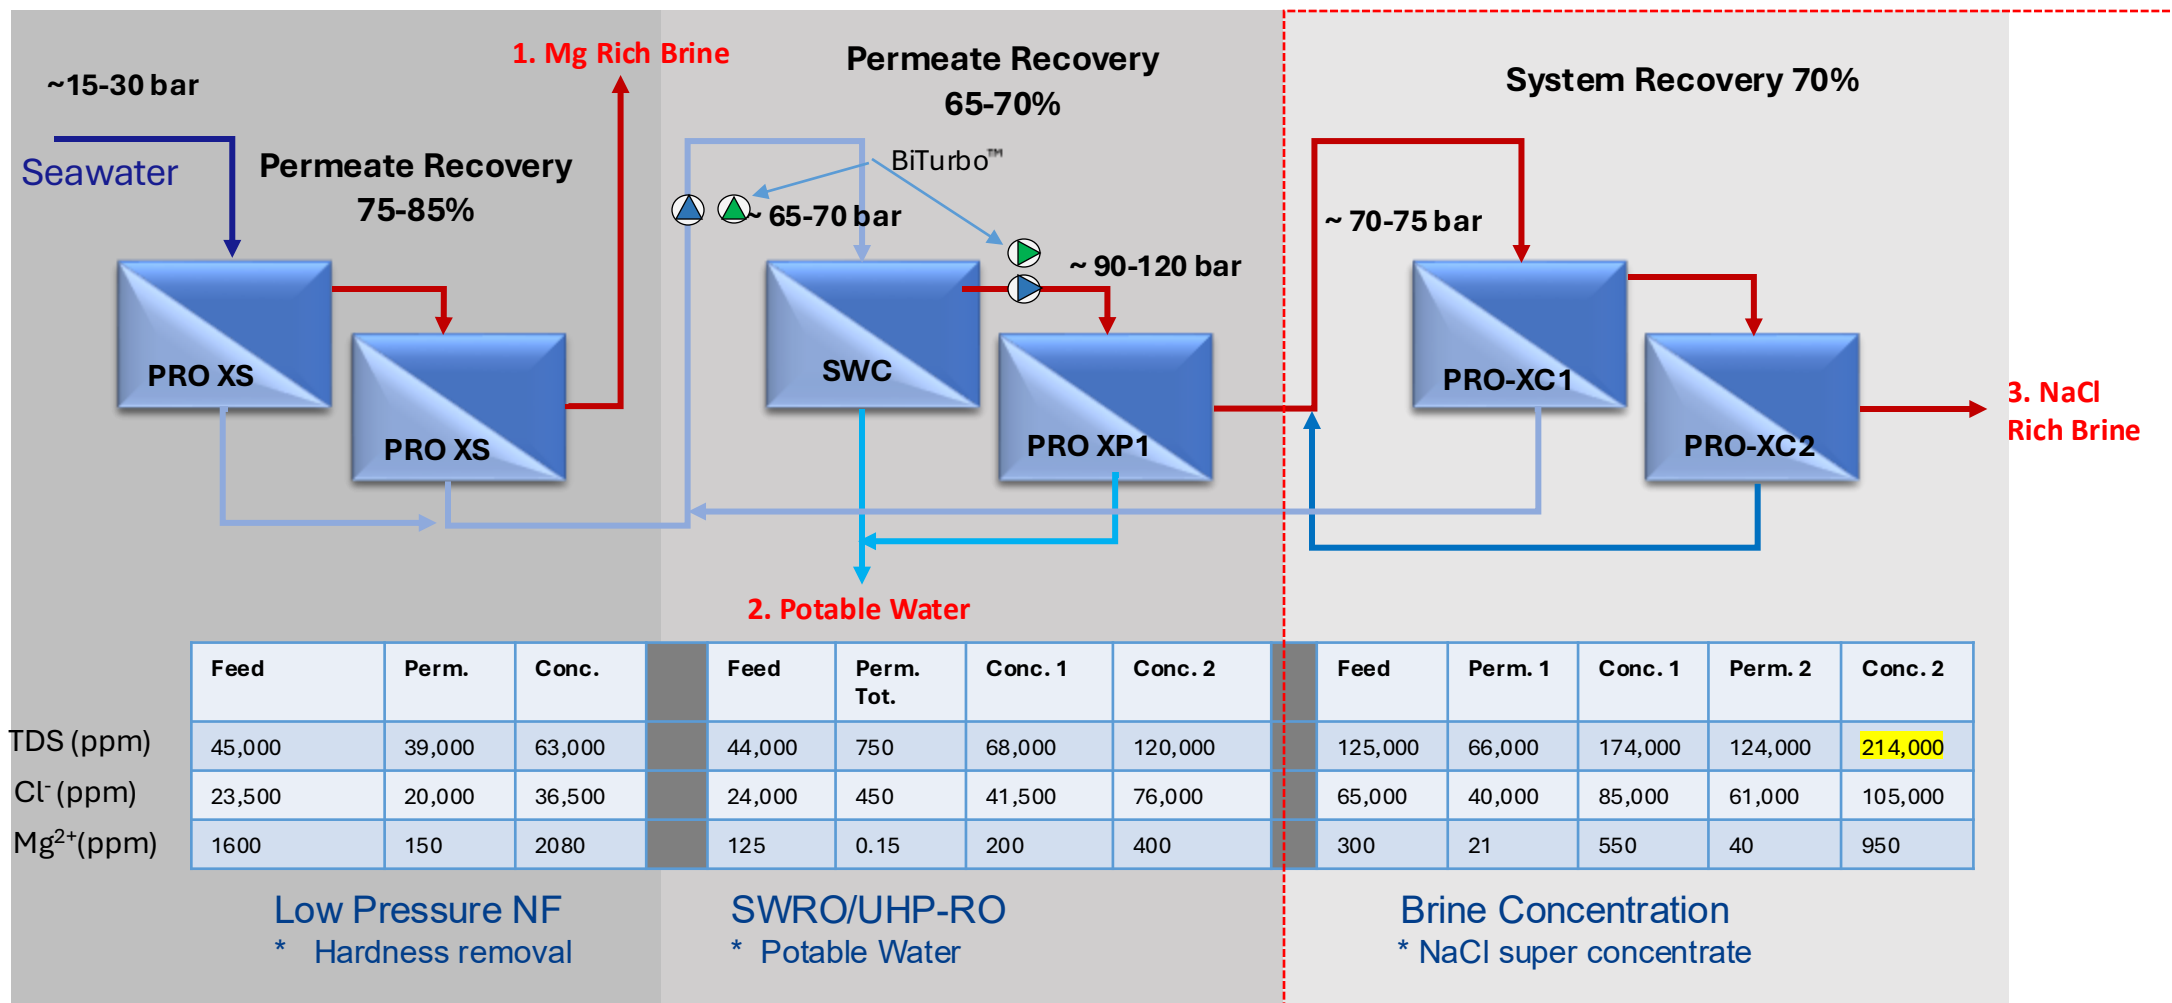 1. Mg Rich Brine
~15-30 bar
Seawater
Permeate Recovery
75-85%
PRO XS
PRO XS
Permeate Recovery
65-70%
BiTurbo™
~ 65-70 bar
~ 90-120 bar
SWC
PRO XP1
2. Potable Water
System Recovery 70%
~ 70-75 bar
PRO-XC1
PRO-XC2
3. NaCl
Rich Brine
Feed Perm. Conc. Feed Perm. Tot. Conc. 1 Conc. 2 Feed Perm. 1 Conc. 1 Perm. 2 Conc. 2
TDS (ppm) 45,000 39,000 63,000 44,000 750 68,000 120,000 125,000 66,000 174,000 124,000 214,000
Cl- (ppm) 23,500 20,000 36,500 24,000 450 41,500 76,000 65,000 40,000 85,000 61,000 105,000
Mg2+(ppm) 1600 150 2080 125 0.15 200 400 300 21 550 40 950
Low Pressure NF
* Hardness removal
SWRO/UHP-RO
* Potable Water
Brine Concentration
* NaCl super concentrate